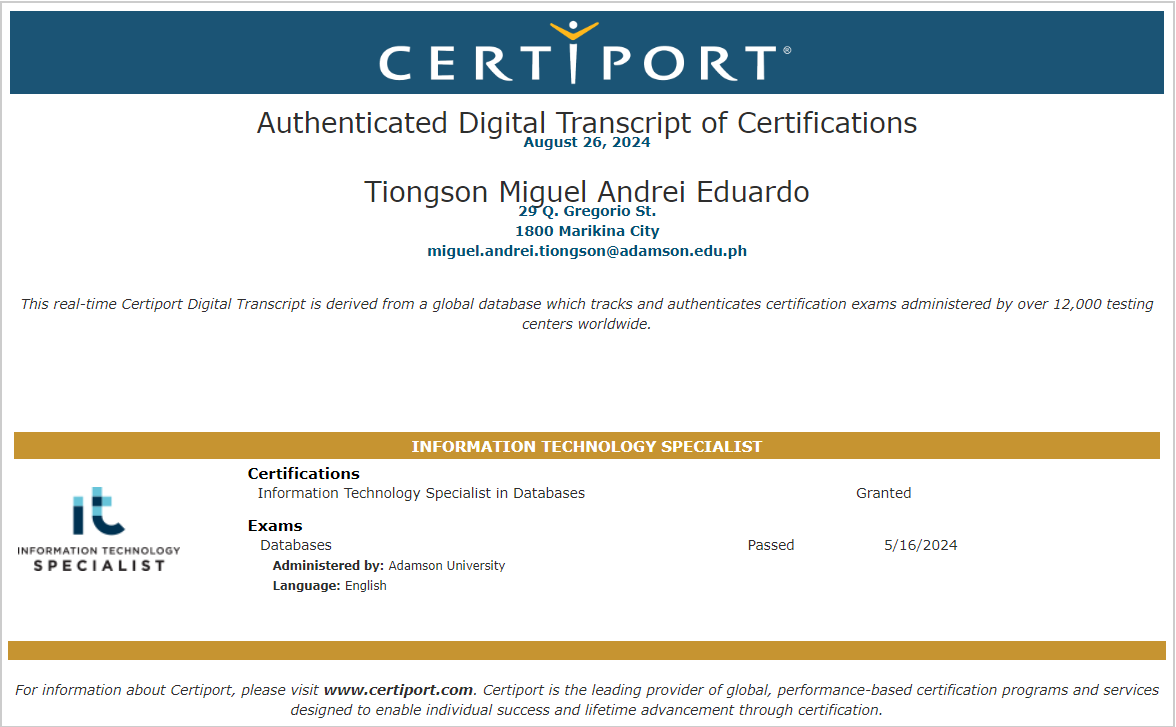 CERTIPORT®
Authenticated Digital Transcript of Certifications
August 26, 2024
Tiongson Miguel Andrei Eduardo
29 Q. Gregorio St.
1800 Marikina City
miguel.andrei.tiongson@adamson.edu.ph
This real-time Certiport Digital Transcript is derived from a global database which tracks and authenticates certification exams administered by over 12,000 testing
centers worldwide.
INFORMATION TECHNOLOGY SPECIALIST
it
INFORMATION TECHNOLOGY
SPECIALIST
Certifications
Information Technology Specialist in Databases Granted
Exams
Databases Passed 5/16/2024
Administered by: Adamson University
Language: English
For information about Certiport, please visit www.certiport.com. Certiport is the leading provider of global, performance-based certification programs and services
designed to enable individual success and lifetime advancement through certification.